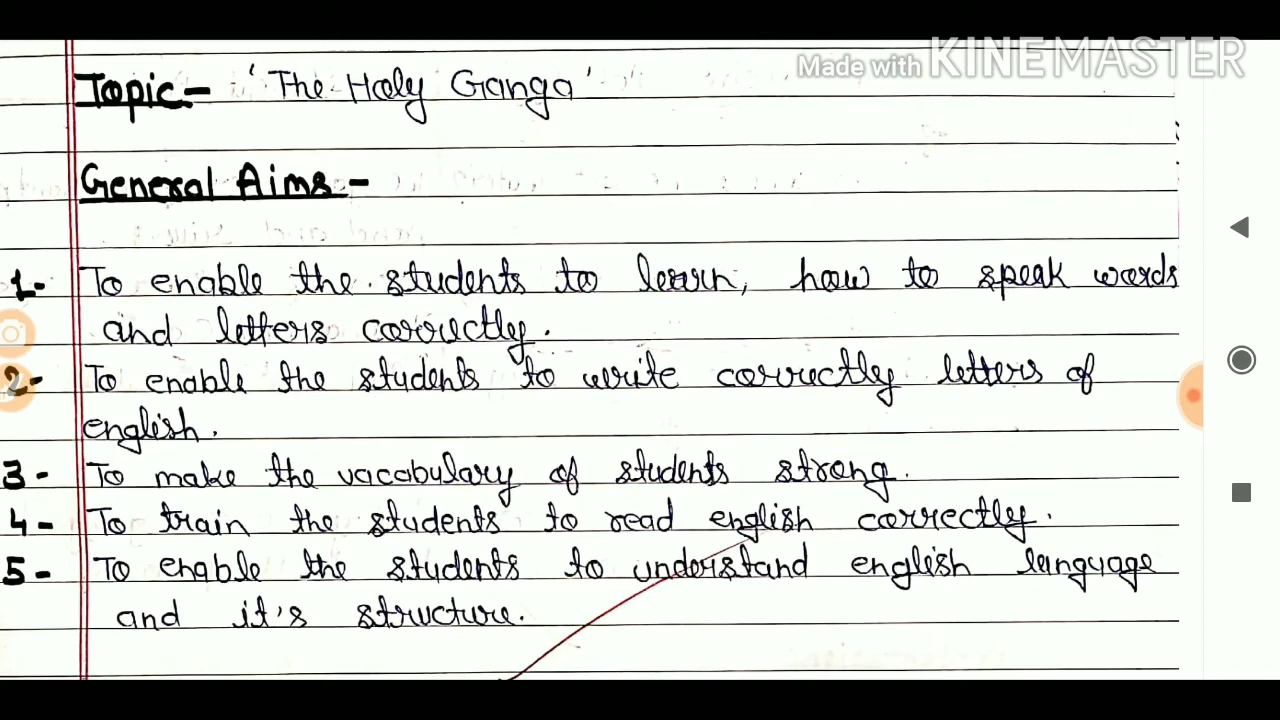 Made with KINEMASTER
Topic:- 'The Holy Ganga'
General Aims -
1- To enable the students to learn, how to speak words
and letters correctly.
2- To enable the students to write correctly letters of
english.
3- To make the vacabulary of students strong.
4- To train the students to read english correctly.
5- To enable the students to understand english language
and it's structure.